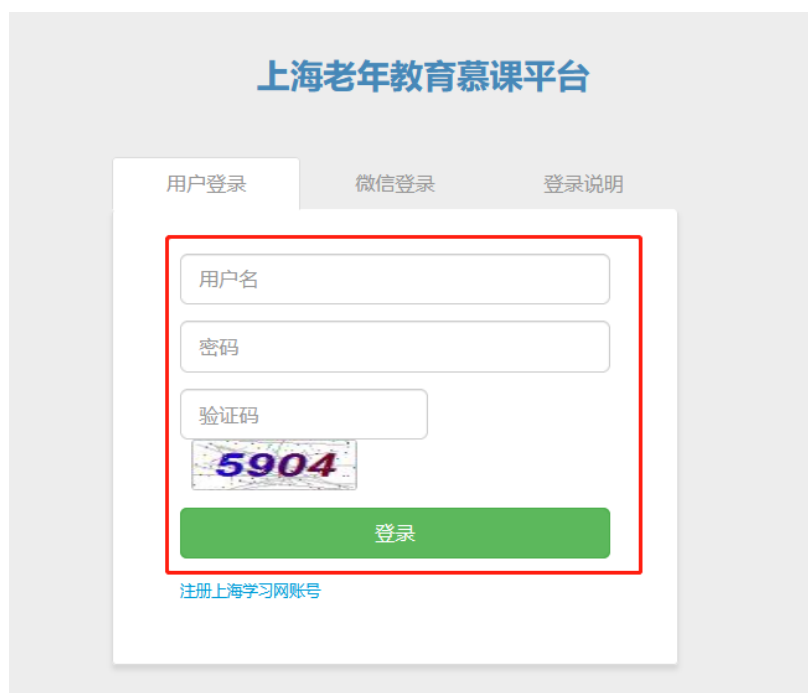 上海老年教育慕课平台
用户登录 微信登录 登录说明
用户名
密码
验证码
5904
登录
注册上海学习网账号